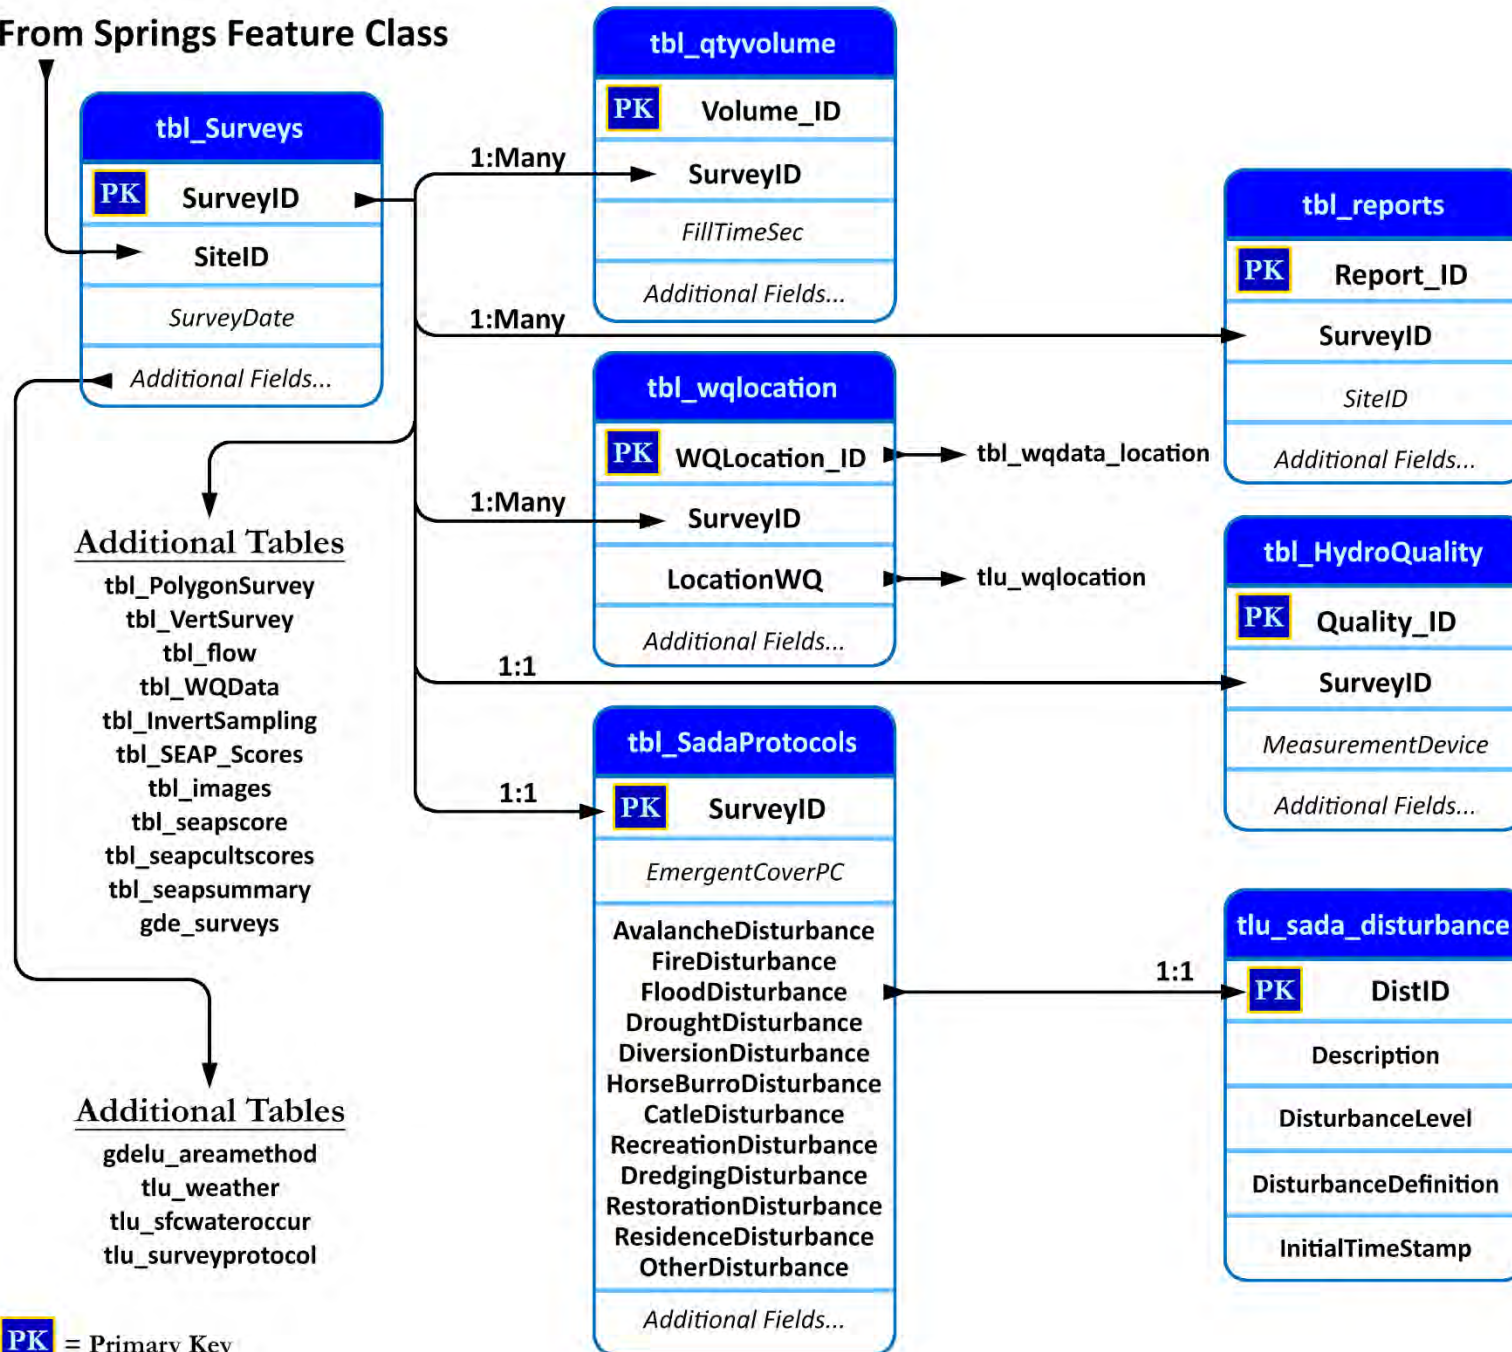 From Springs Feature Class
tbl_Surveys
PK SurveyID
SiteID
SurveyDate
Additional Fields...
Additional Tables
tbl_PolygonSurvey
tbl_VertSurvey
tbl_flow
tbl_WQData
tbl_InvertSampling
tbl_SEAP_Scores
tbl_images
tbl_seapscore
tbl_seapcultscores
tbl_seapsummary
gde_surveys
Additional Tables
gdelu_areamethod
tlu_weather
tlu_sfcwateroccur
tlu_surveyprotocol
PK = Primary Key
1:Many
1:Many
1:Many
1:1
1:1
tbl_qtyvolume
PK Volume_ID
SurveyID
FillTimeSec
Additional Fields...
tbl_wqlocation
PK WQLocation_ID
SurveyID
LocationWQ
Additional Fields...
tbl_wqdata_location
tlu_wqlocation
tbl_SadaProtocols
PK SurveyID
EmergentCoverPC
AvalancheDisturbance
FireDisturbance
FloodDisturbance
DroughtDisturbance
DiversionDisturbance
HorseBurroDisturbance
CatleDisturbance
RecreationDisturbance
DredgingDisturbance
RestorationDisturbance
ResidenceDisturbance
OtherDisturbance
Additional Fields...
1:1
tbl_reports
PK Report_ID
SurveyID
SiteID
Additional Fields...
tbl_HydroQuality
PK Quality_ID
SurveyID
MeasurementDevice
Additional Fields...
tlu_sada_disturbance
PK DistID
Description
DisturbanceLevel
DisturbanceDefinition
InitialTimeStamp